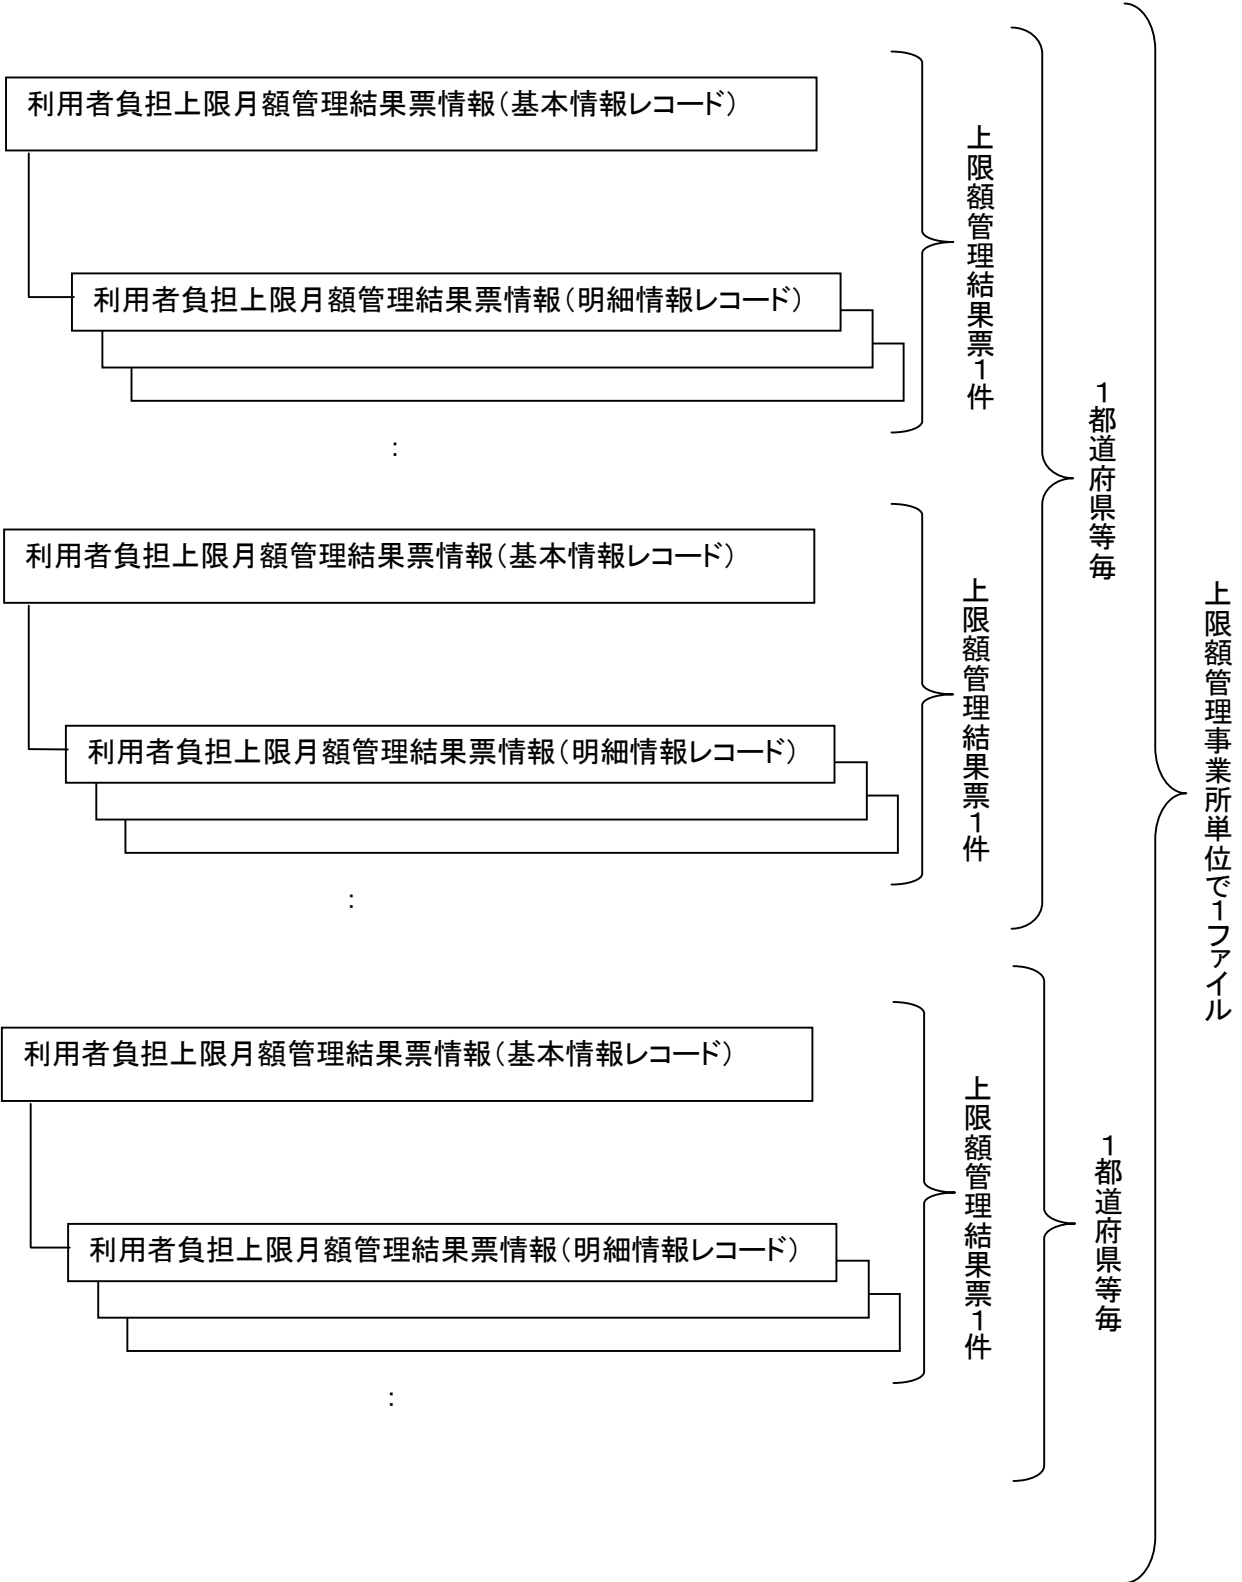 利用者負担上限月額管理結果票情報（基本情報レコード）
利用者負担上限月額管理結果票情報（明細情報レコード）
：
上限額管理結果票１件
利用者負担上限月額管理結果票情報（基本情報レコード）
利用者負担上限月額管理結果票情報（明細情報レコード）
：
上限額管理結果票１件
１都道府県等毎
利用者負担上限月額管理結果票情報（基本情報レコード）
利用者負担上限月額管理結果票情報（明細情報レコード）
：
上限額管理結果票１件
１都道府県等毎
上限額管理事業所単位で１ファイル